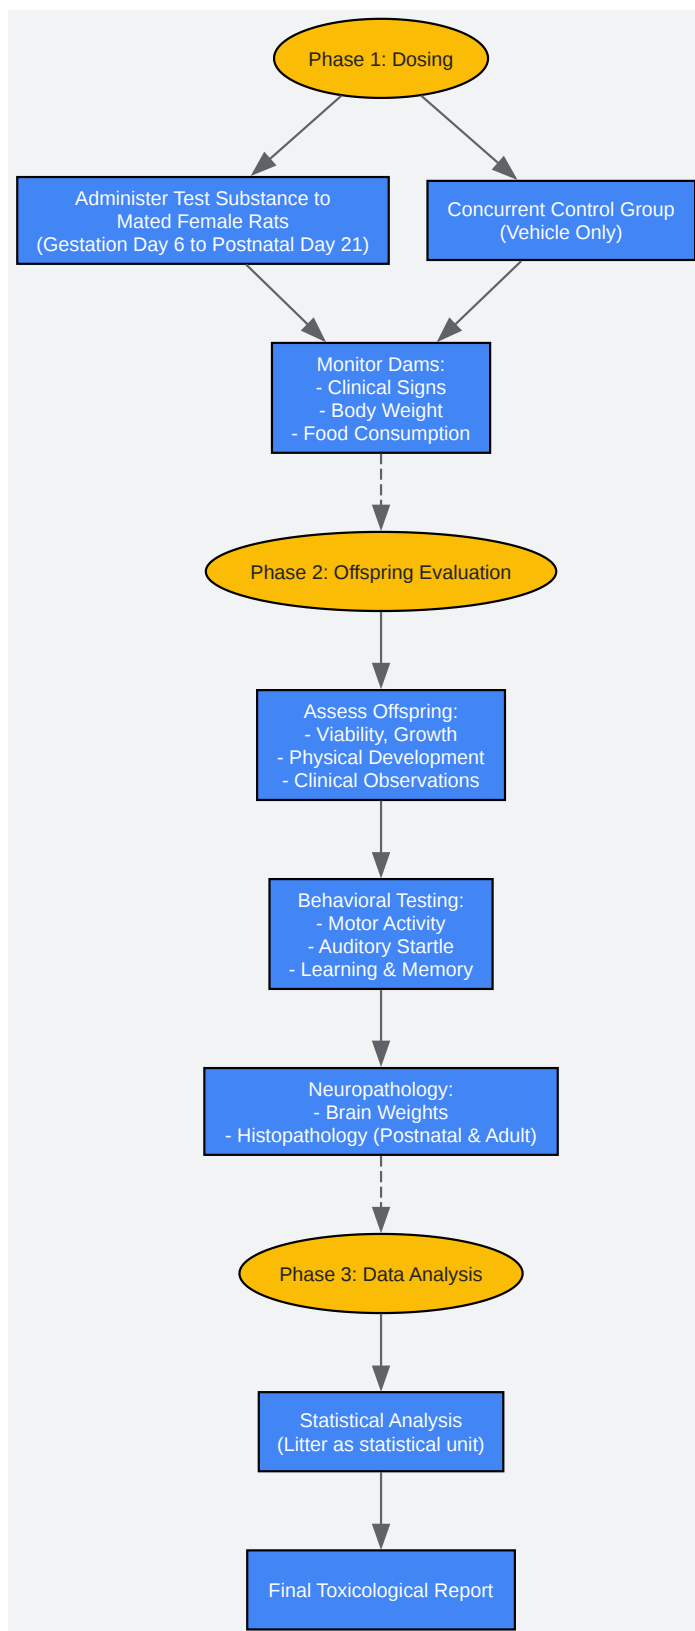 Phase 1: Dosing
Administer Test Substance to
Mated Female Rats
(Gestation Day 6 to Postnatal Day 21)
Concurrent Control Group
(Vehicle Only)
Monitor Dams:
- Clinical Signs
- Body Weight
- Food Consumption
Phase 2: Offspring Evaluation
Assess Offspring:
- Viability, Growth
- Physical Development
- Clinical Observations
Behavioral Testing:
- Motor Activity
- Auditory Startle
- Learning & Memory
Neuropathology:
- Brain Weights
- Histopathology (Postnatal & Adult)
Phase 3: Data Analysis
Statistical Analysis
(Litter as statistical unit)
Final Toxicological Report